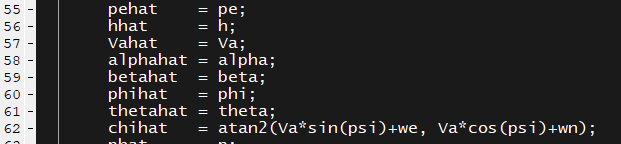 55 - pehat = pe;
56 - hhat = h;
57 - Vahat = Va;
58 - alphahat = alpha;
59 - betahat = beta;
60 - phihat = phi;
61 - thetahat = theta;
62 - chihat = atan2(Va*sin(psi)+we, Va*cos(psi)+wn);